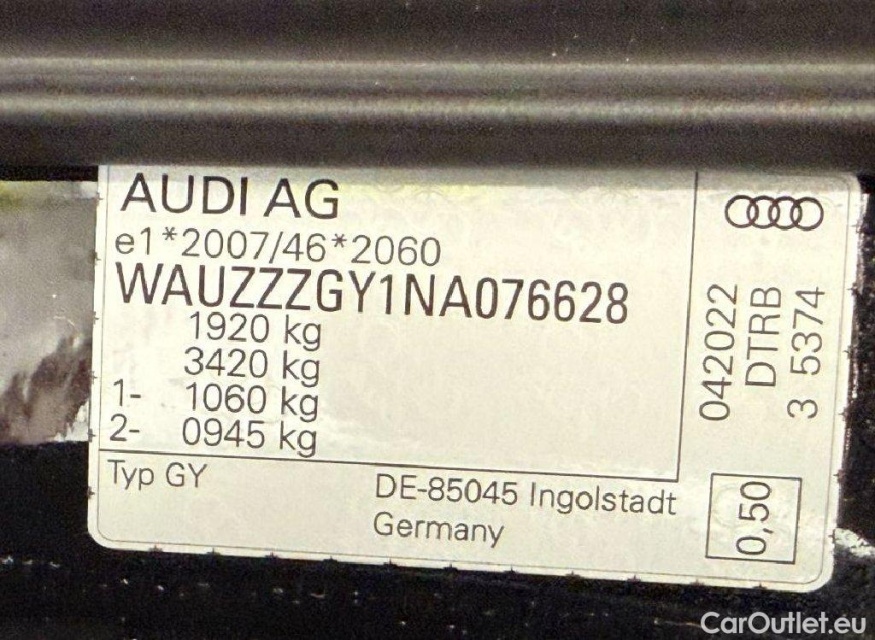 AUDI AG
e1*2007/46*2060
WAUZZZGY1NA076628
1920 kg
3420 kg
1- 1060 kg
2- 0945 kg
Typ GY
DE-85045 Ingolstadt
Germany
042022
DTRB
3 5374
0,50
CarOutlet.eu